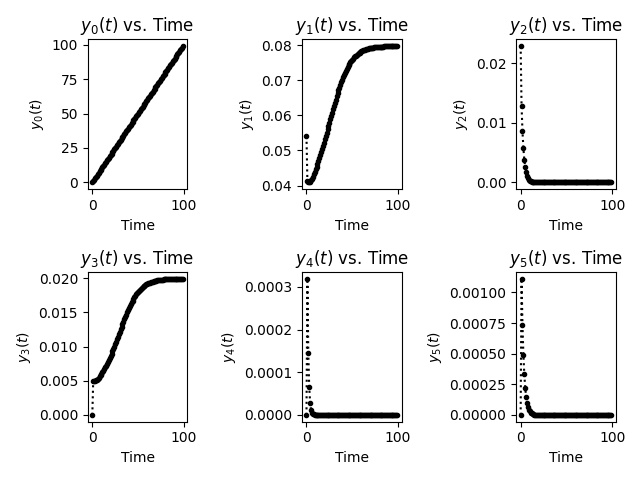 y₀(t) vs. Time
100
75
50
25
0
y₀(t)
0 100
Time
y₁(t) vs. Time
0.08
0.07
0.06
0.05
0.04
y₁(t)
0 100
Time
y₂(t) vs. Time
0.02
0.01
0.00
y₂(t)
0 100
Time
y₃(t) vs. Time
0.020
0.015
0.010
0.005
0.000
y₃(t)
0 100
Time
y₄(t) vs. Time
0.0003
0.0002
0.0001
0.0000
y₄(t)
0 100
Time
y₅(t) vs. Time
0.00100
0.00075
0.00050
0.00025
0.00000
y₅(t)
0 100
Time